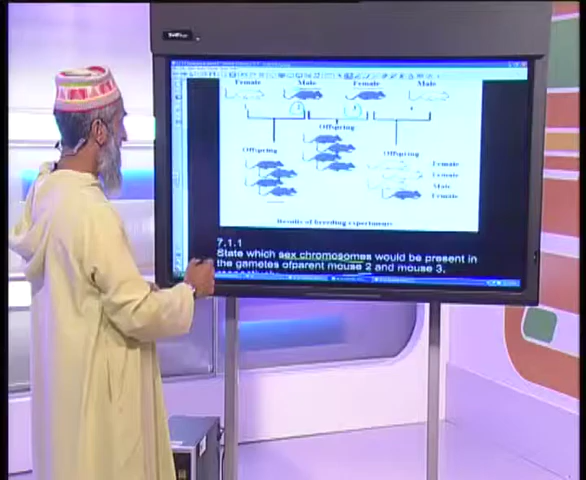 Female Male Female Male
Offspring
Offspring
Offspring
Female
Female
Male
Female
Results of breeding experiments.
7.1.1
State which sex chromosomes would be present in
the gametes ofparent mouse 2 and mouse 3.